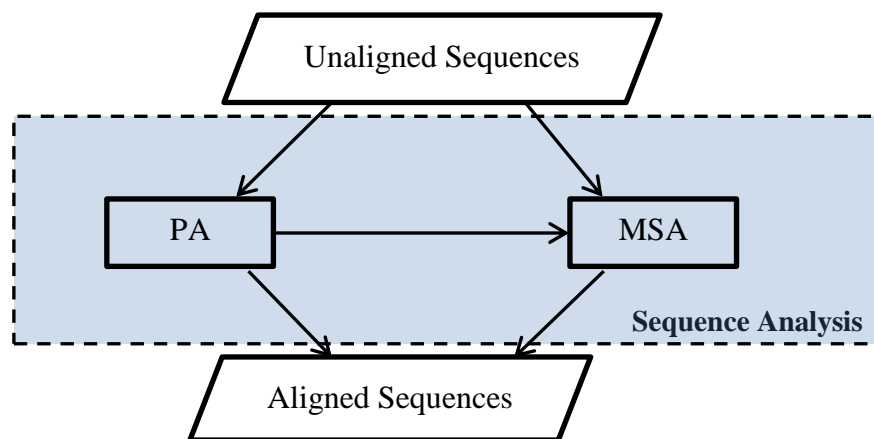 Unaligned Sequences
PA
MSA
Sequence Analysis
Aligned Sequences